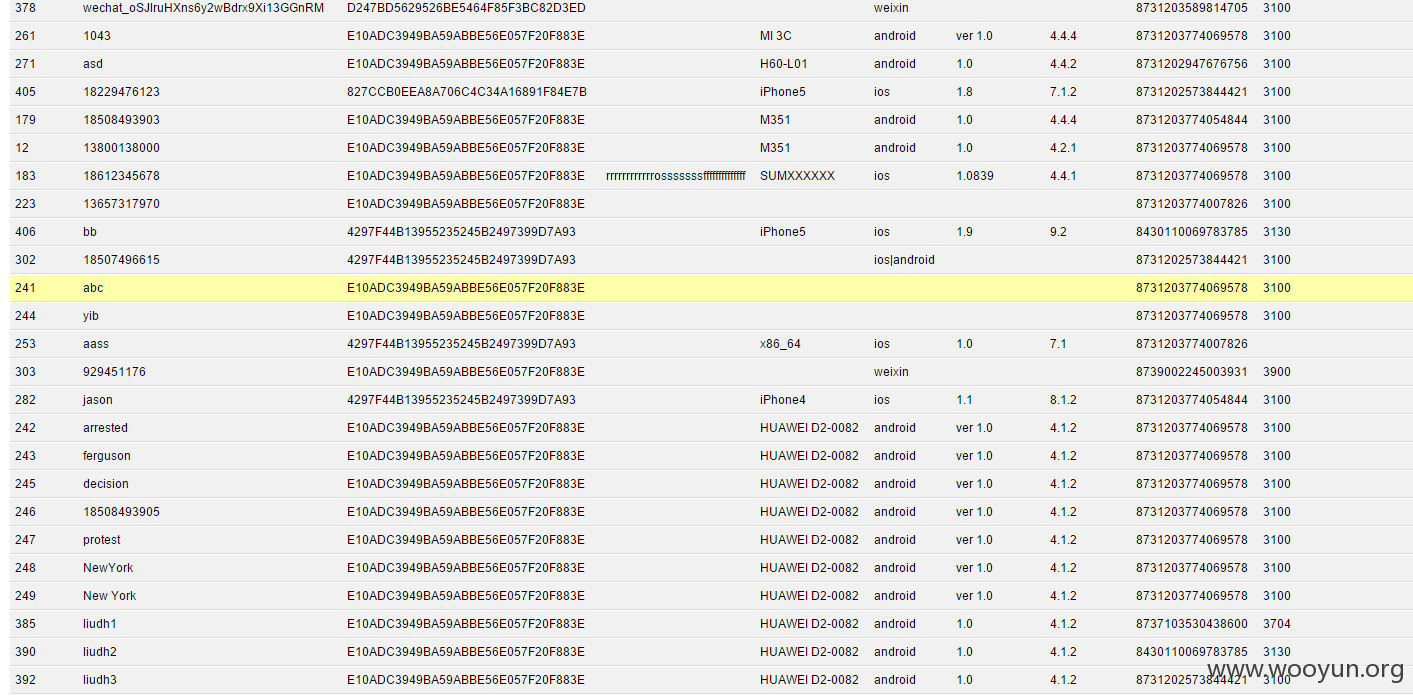 378 wechat_oSJIruHXns6y2wBdrx9Xi13GGnRM D247BD5629526BE5464F85F3BC82D3ED weixin 8731203589814705 3100
261 1043 E10ADC3949BA59ABBE56E057F20F883E MI 3C android ver 1.0 4.4.4 8731203774069578 3100
271 asd E10ADC3949BA59ABBE56E057F20F883E H60-L01 android 1.0 4.4.2 8731202947676756 3100
405 18229476123 827CCB0EEA8A706C4C34A16891F84E7B iPhone5 ios 1.8 7.1.2 8731202573844421 3100
179 18508493903 E10ADC3949BA59ABBE56E057F20F883E M351 android 1.0 4.4.4 8731203774054844 3100
12 13800138000 E10ADC3949BA59ABBE56E057F20F883E M351 android 1.0 4.2.1 8731203774069578 3100
183 18612345678 E10ADC3949BA59ABBE56E057F20F883E SUMXXXXXX ios 1.0839 4.4.1 8731203774069578 3100
223 13657317970 E10ADC3949BA59ABBE56E057F20F883E 8731203774007826 3100
406 bb 4297F44B13955235245B2497399D7A93 iPhone5 ios 1.9 9.2 8430110069783785 3130
302 18507496615 4297F44B13955235245B2497399D7A93 ios|android 8731202573844421 3100
241 abc E10ADC3949BA59ABBE56E057F20F883E 8731203774069578 3100
244 yib E10ADC3949BA59ABBE56E057F20F883E 8731203774069578 3100
253 aass 4297F44B13955235245B2497399D7A93 x86_64 ios 1.0 7.1 8731203774007826
303 929451176 E10ADC3949BA59ABBE56E057F20F883E weixin 8739002245003931 3900
282 jason 4297F44B13955235245B2497399D7A93 iPhone4 ios 1.1 8.1.2 8731203774054844 3100
242 arrested E10ADC3949BA59ABBE56E057F20F883E HUAWEI D2-0082 android ver 1.0 4.1.2 8731203774069578 3100
243 ferguson E10ADC3949BA59ABBE56E057F20F883E HUAWEI D2-0082 android ver 1.0 4.1.2 8731203774069578 3100
245 decision E10ADC3949BA59ABBE56E057F20F883E HUAWEI D2-0082 android ver 1.0 4.1.2 8731203774069578 3100
246 18508493905 E10ADC3949BA59ABBE56E057F20F883E HUAWEI D2-0082 android ver 1.0 4.1.2 8731203774069578 3100
247 protest E10ADC3949BA59ABBE56E057F20F883E HUAWEI D2-0082 android ver 1.0 4.1.2 8731203774069578 3100
248 NewYork E10ADC3949BA59ABBE56E057F20F883E HUAWEI D2-0082 android ver 1.0 4.1.2 8731203774069578 3100
249 New York E10ADC3949BA59ABBE56E057F20F883E HUAWEI D2-0082 android ver 1.0 4.1.2 8731203774069578 3100
385 liudh1 E10ADC3949BA59ABBE56E057F20F883E HUAWEI D2-0082 android 1.0 4.1.2 8737103530438600 3704
390 liudh2 E10ADC3949BA59ABBE56E057F20F883E HUAWEI D2-0082 android 1.0 4.1.2 8430110069783785 3130
392 liudh3 E10ADC3949BA59ABBE56E057F20F883E HUAWEI D2-0082 android 1.0 4.1.2 8731202573844421 3100
www.wooyun.org